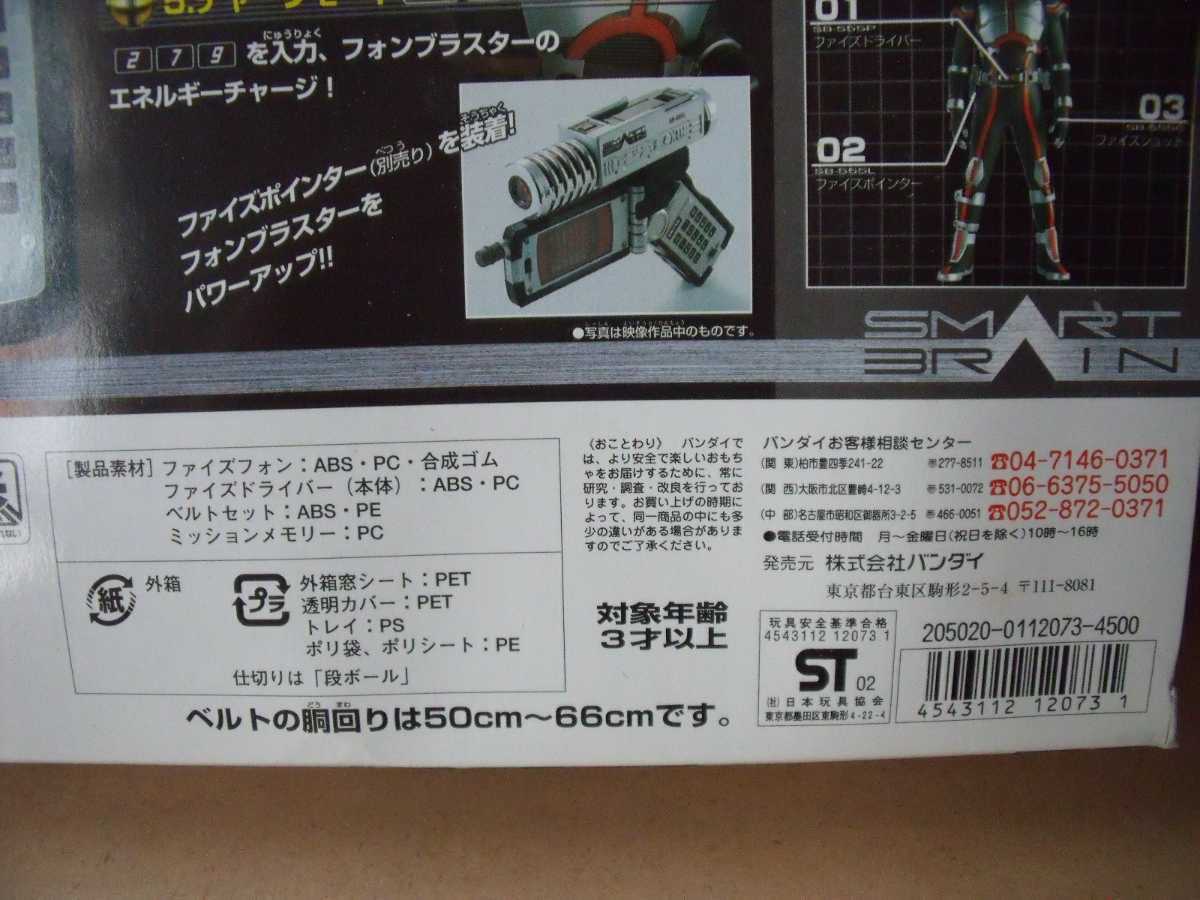 279を入力、フォンブラスターの
エネルギーチャージ!
ファイズポインター(別売り)を装着!
フォンブラスターを
パワーアップ!!
●写真は映像作品中のものです。
01
SB-555P
ファイズドライバー
02
SB-555L
ファイズポインター
03
SB-555C
ファイズショット
SMART
BRAIN
[製品素材] ファイズフォン:ABS・PC・合成ゴム
ファイズドライバー(本体):ABS・PC
ベルトセット:ABS・PE
ミッションメモリー:PC
紙 外箱
プラ 外箱窓シート:PET
透明カバー:PET
トレイ:PS
ポリ袋、ポリシート:PE
仕切りは「段ボール」
ベルトの胴回りは50cm~66cmです。
〈おことわり〉 バンダイで
は、より安全で楽しいおもち
ゃをお届けするために、常に
研究・調査・改良を行ってお
ります。お買い上げの時期に
よって、同一商品の中にも多
少の違いがある場合がありま
すのでご了承ください。
対象年齢
3才以上
バンダイお客様相談センター
(関 東)柏市豊四季241-22 〒277-8511 ☎04-7146-0371
(関 西)大阪市北区豊崎4-12-3 〒531-0072 ☎06-6375-5050
(中 部)名古屋市昭和区御器所3-2-5 〒466-0051 ☎052-872-0371
●電話受付時間 月~金曜日(祝日を除く)10時~16時
発売元 株式会社バンダイ
東京都台東区駒形2-5-4 〒111-8081
玩具安全基準合格
4543112 12073 1
ST 02
(社)日本玩具協会
東京都墨田区東駒形4-22-4
205020-0112073-4500
4543112 120731